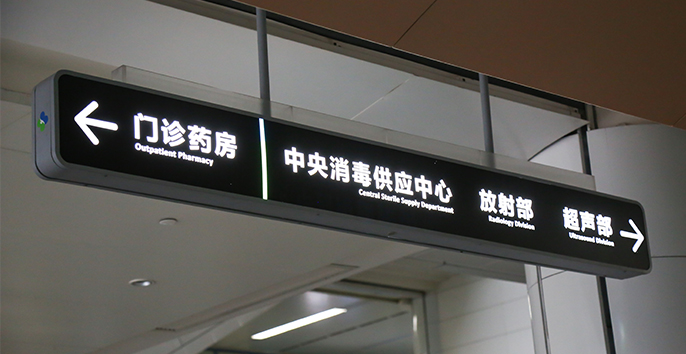 门诊药房
Outpatient Pharmacy
中央消毒供应中心
Central Sterile Supply Department
放射部
Radiology Division
超声部
Ultrasound Division